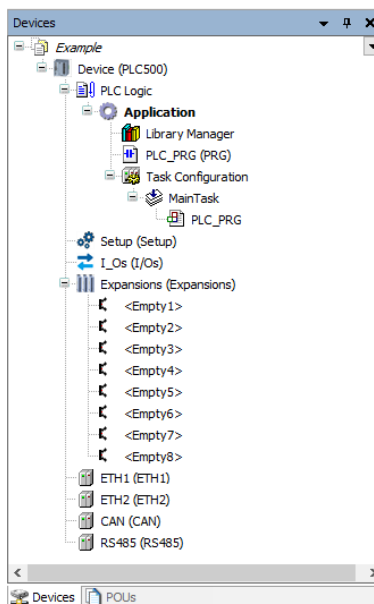 Devices
Example
Device (PLC500)
PLC Logic
Application
Library Manager
PLC_PRG (PRG)
Task Configuration
MainTask
PLC_PRG
Setup (Setup)
I_Os (I/Os)
Expansions (Expansions)
<Empty1>
<Empty2>
<Empty3>
<Empty4>
<Empty5>
<Empty6>
<Empty7>
<Empty8>
ETH1 (ETH1)
ETH2 (ETH2)
CAN (CAN)
RS485 (RS485)
Devices POUs